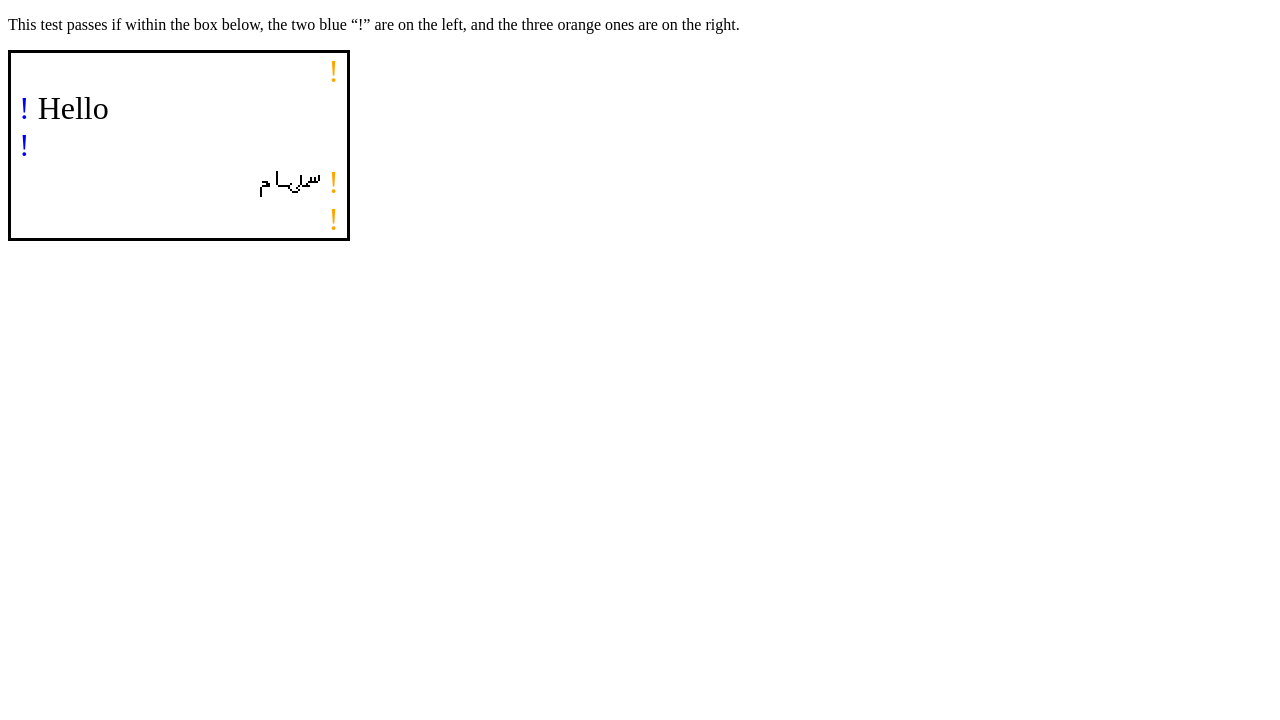 This test passes if within the box below, the two blue “!” are on the left, and the three orange ones are on the right.
!
! Hello
!
! سلام
!